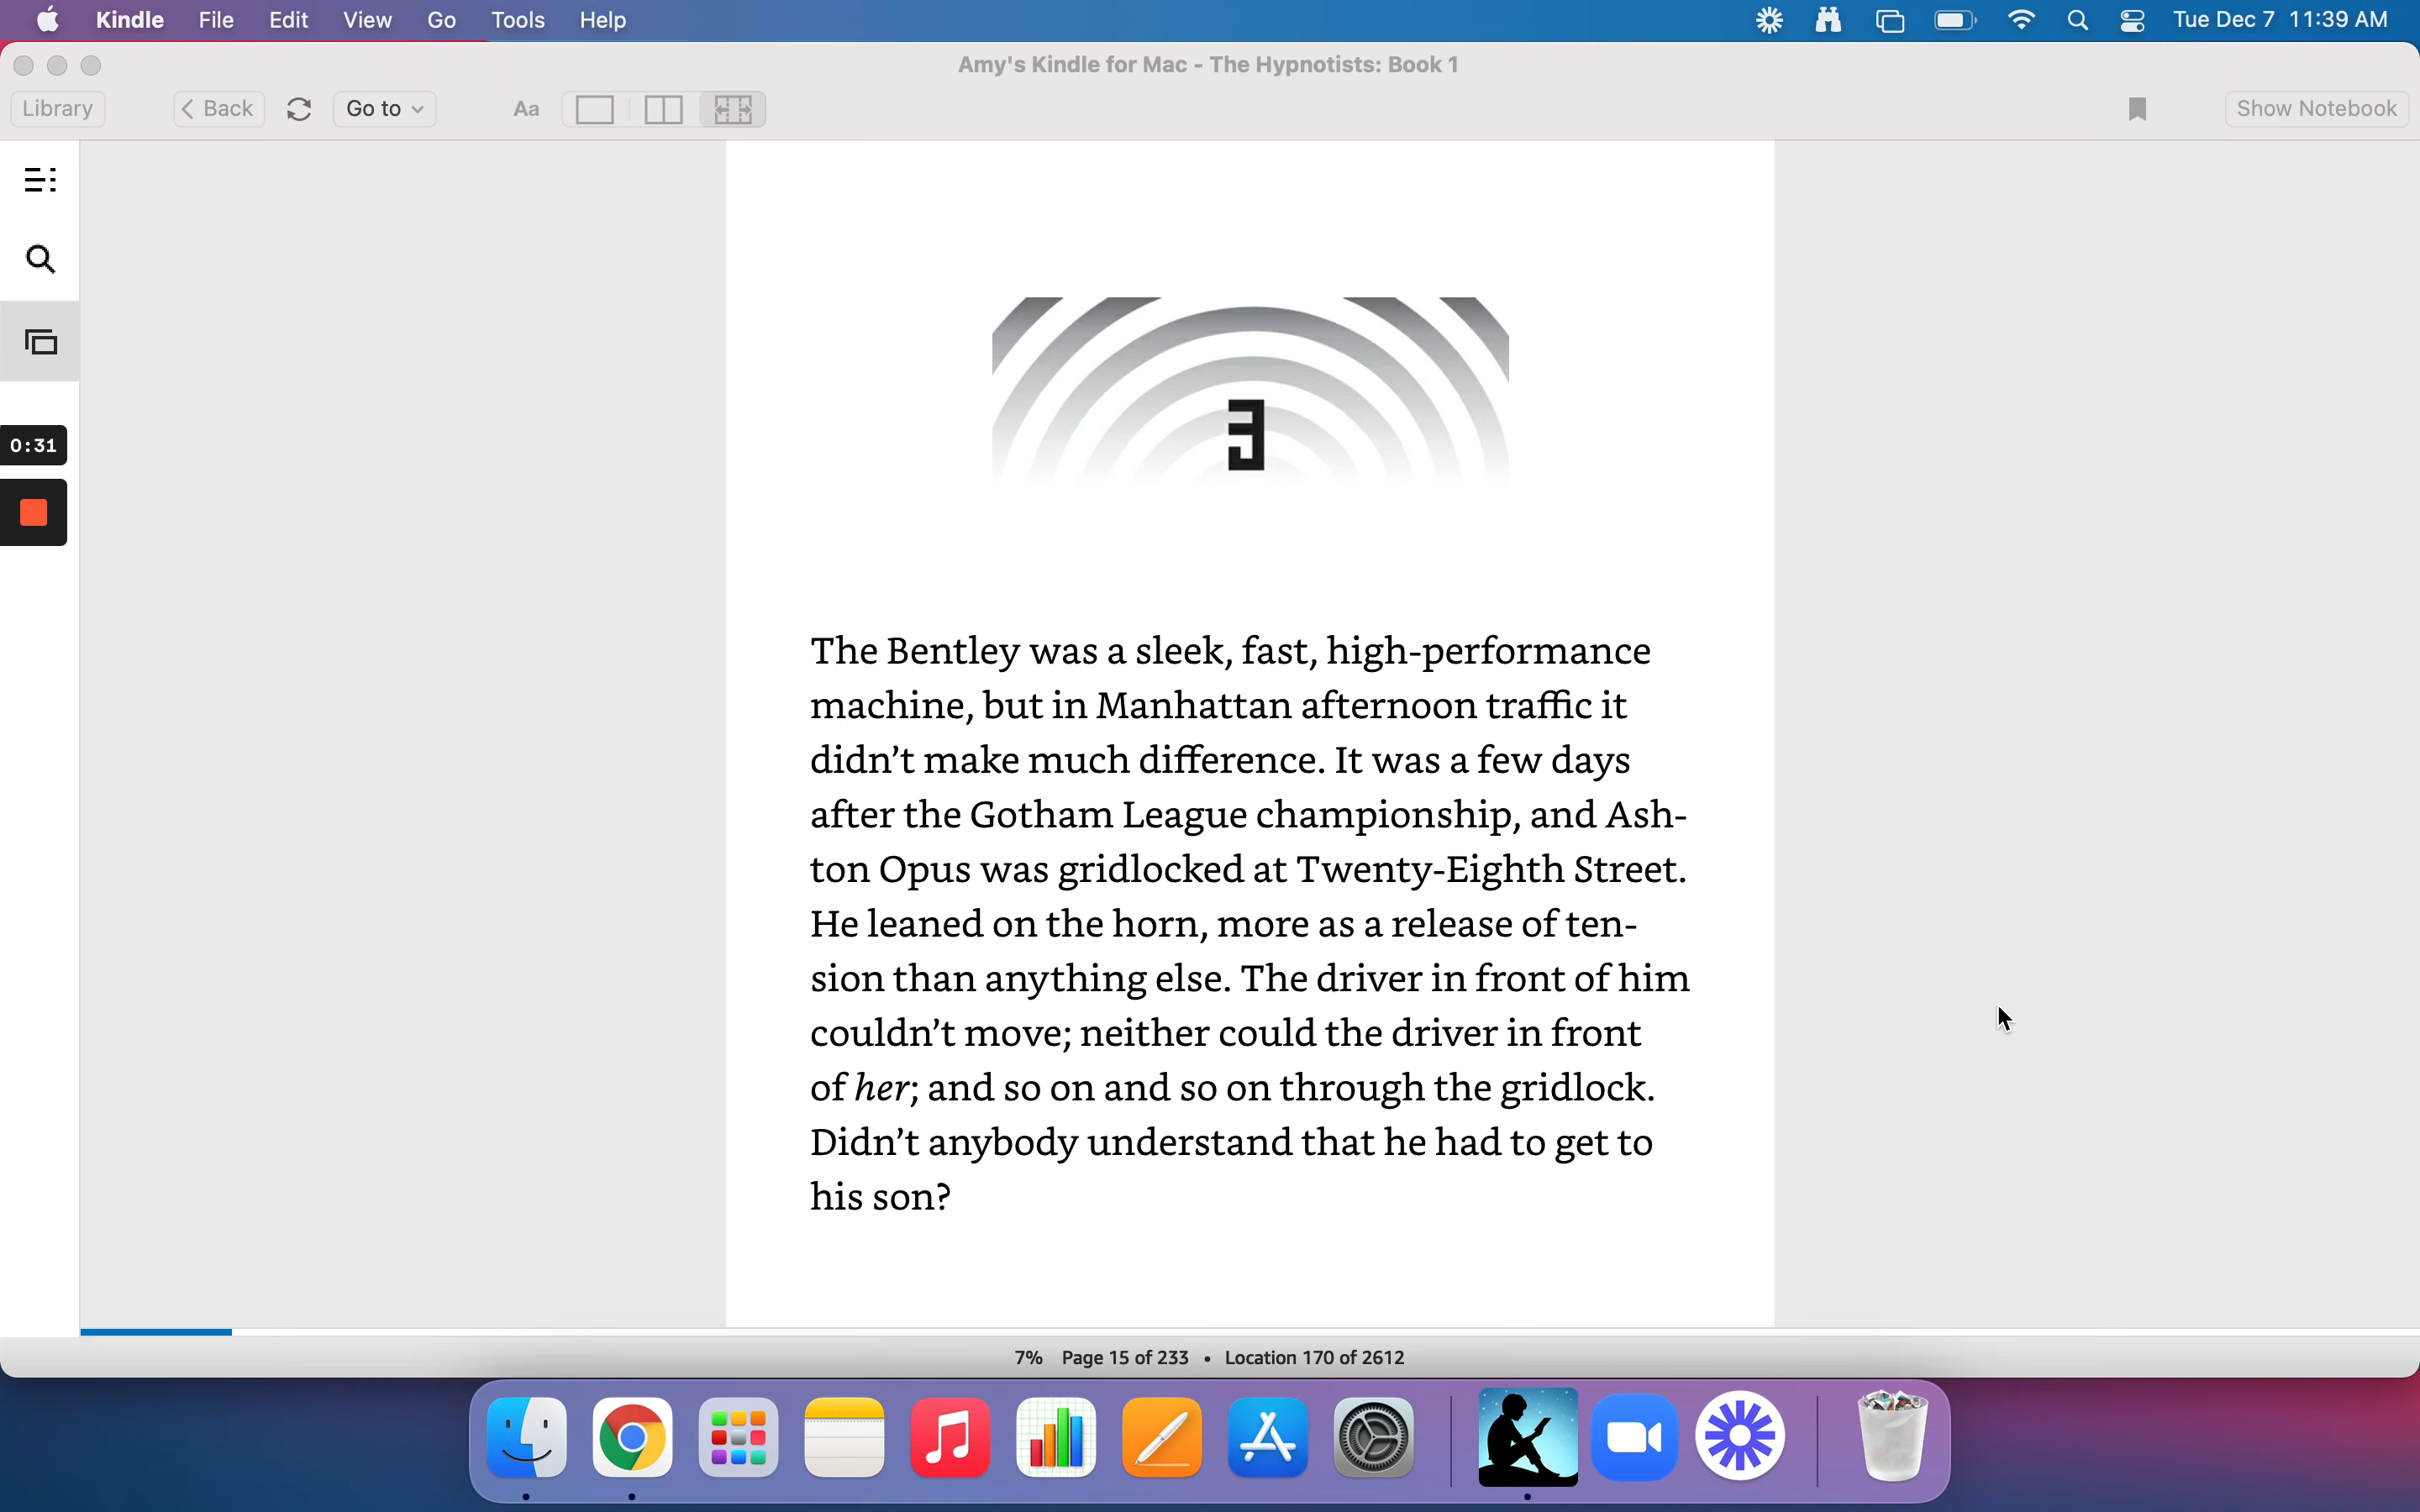 Kindle File Edit View Go Tools Help Tue Dec 7 11:39 AM
Amy's Kindle for Mac - The Hypnotists: Book 1
Library Back Go to Aa Show Notebook
0:31
3
The Bentley was a sleek, fast, high-performance
machine, but in Manhattan afternoon traffic it
didn’t make much difference. It was a few days
after the Gotham League championship, and Ash-
ton Opus was gridlocked at Twenty-Eighth Street.
He leaned on the horn, more as a release of ten-
sion than anything else. The driver in front of him
couldn’t move; neither could the driver in front
of her; and so on and so on through the gridlock.
Didn’t anybody understand that he had to get to
his son?
7% Page 15 of 233 • Location 170 of 2612